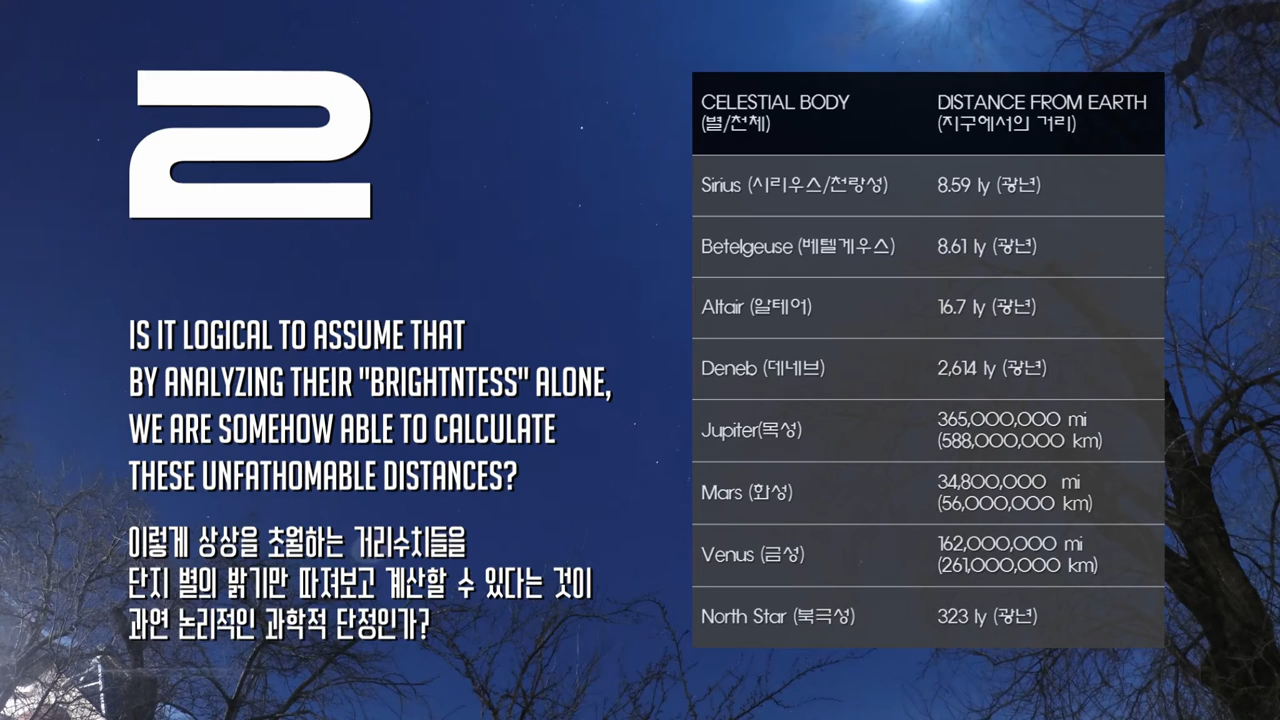 2
IS IT LOGICAL TO ASSUME THAT
BY ANALYZING THEIR "BRIGHTNTESS" ALONE,
WE ARE SOMEHOW ABLE TO CALCULATE
THESE UNFATHOMABLE DISTANCES?
이렇게 상상을 초월하는 거리수치들을
단지 별의 밝기만 따져보고 계산할 수 있다는 것이
과연 논리적인 과학적 단정인가?
CELESTIAL BODY DISTANCE FROM EARTH
(별/천체) (지구에서의 거리)
Sirius (시리우스/천랑성) 8.59 ly (광년)
Betelgeuse (베텔게우스) 8.61 ly (광년)
Altair (알테어) 16.7 ly (광년)
Deneb (데네브) 2,614 ly (광년)
Jupiter(목성) 365,000,000 mi
(588,000,000 km)
Mars (화성) 34,800,000 mi
(56,000,000 km)
Venus (금성) 162,000,000 mi
(261,000,000 km)
North Star (북극성) 323 ly (광년)